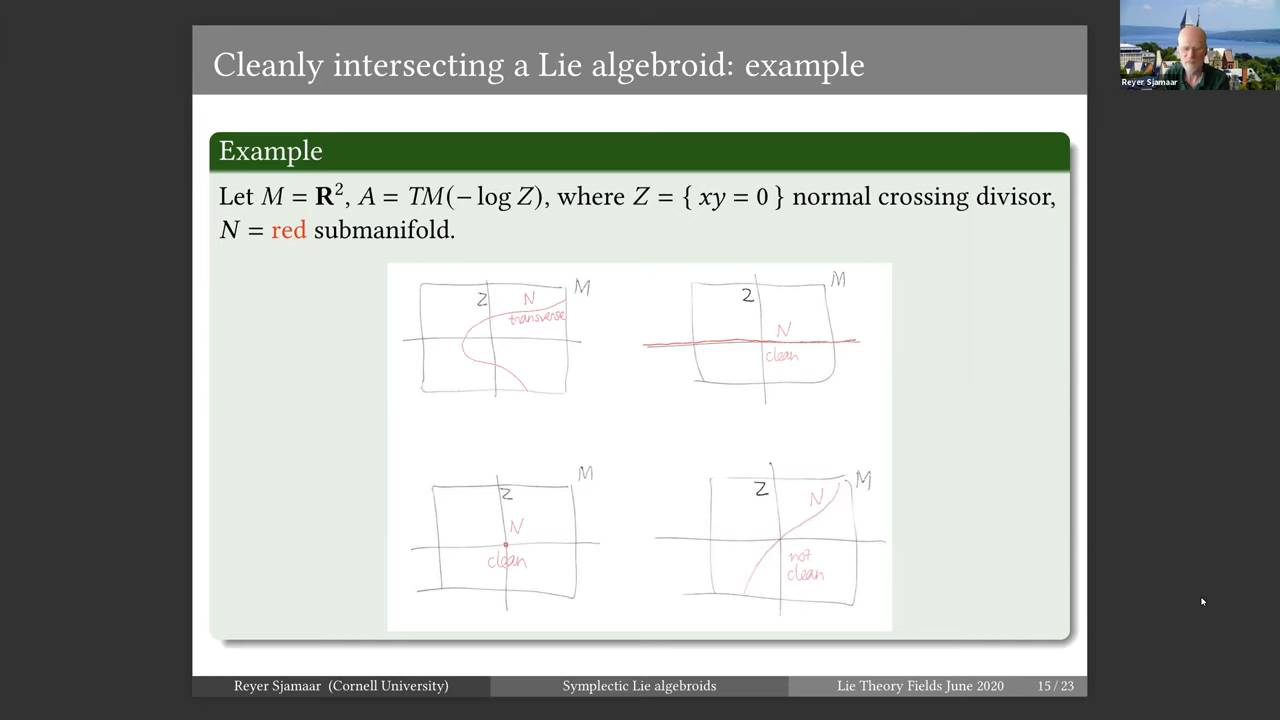 Cleanly intersecting a Lie algebroid: example
Reyer Sjamaar
Example
Let M = R², A = TM(− log Z), where Z = { xy = 0 } normal crossing divisor,
N = red submanifold.
Z N M
transverse
Z M
N
clean
Z M
N
clean
Z N M
not
clean
Reyer Sjamaar (Cornell University) Symplectic Lie algebroids Lie Theory Fields June 2020 15 / 23